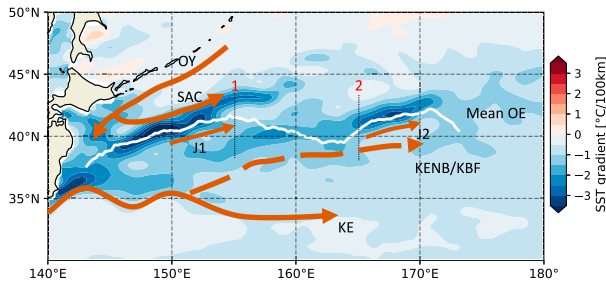 50°N
45°N
40°N
35°N
140°E
150°E
160°E
170°E
180°
OY
SAC
1
2
J1
J2
Mean OE
KENB/KBF
KE
3
2
1
0
−1
−2
−3
SST gradient [°C/100km]